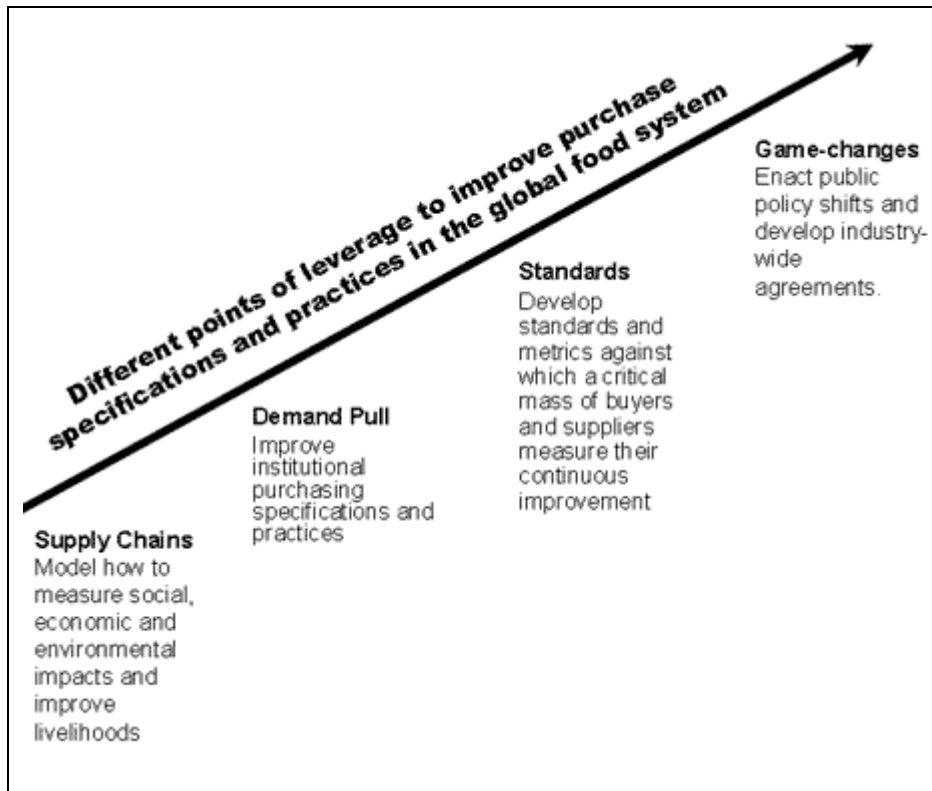 Different points of leverage to improve purchase
specifications and practices in the global food system
Supply Chains
Model how to
measure social,
economic and
environmental
impacts and
improve
livelihoods
Demand Pull
Improve
institutional
purchasing
specifications and
practices
Standards
Develop
standards and
metrics against
which a critical
mass of buyers
and suppliers
measure their
continuous
improvement
Game-changes
Enact public
policy shifts and
develop industry-
wide
agreements.